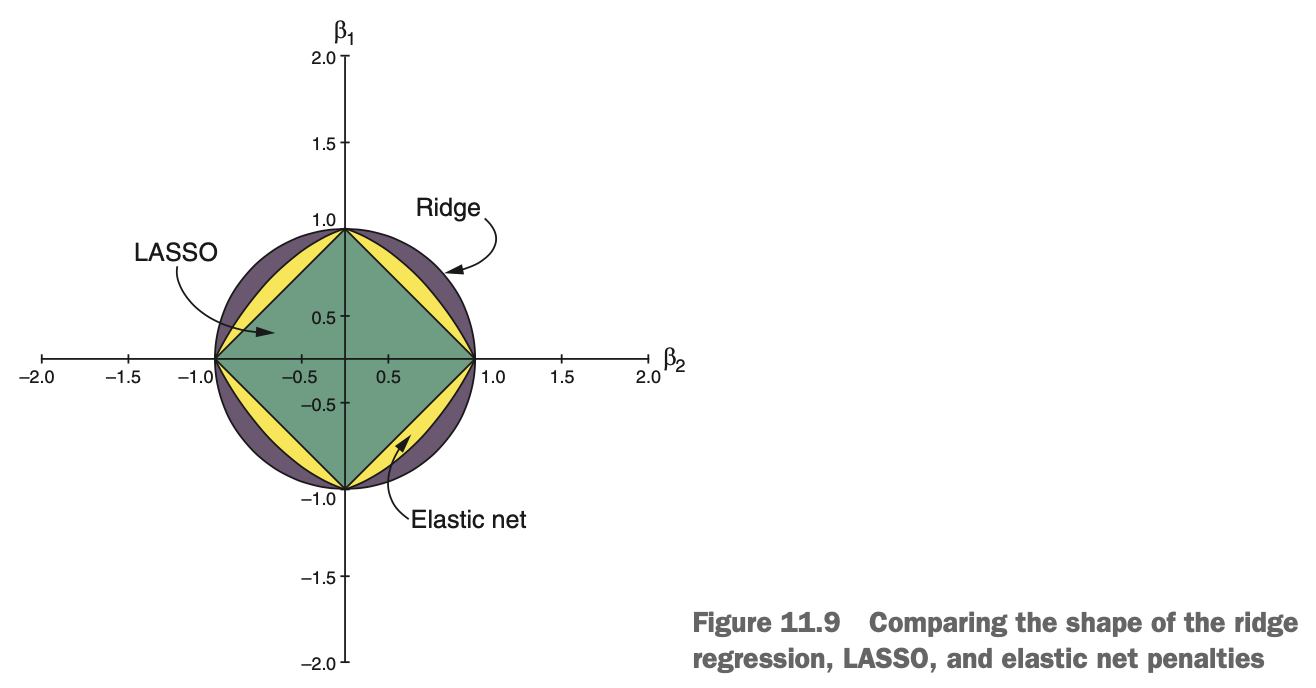 β1
2.0
1.5
1.0
Ridge
LASSO
0.5
β2
–2.0 –1.5 –1.0 –0.5 0.5 1.0 1.5 2.0
–0.5
–1.0
Elastic net
–1.5
–2.0
Figure 11.9 Comparing the shape of the ridge
regression, LASSO, and elastic net penalties